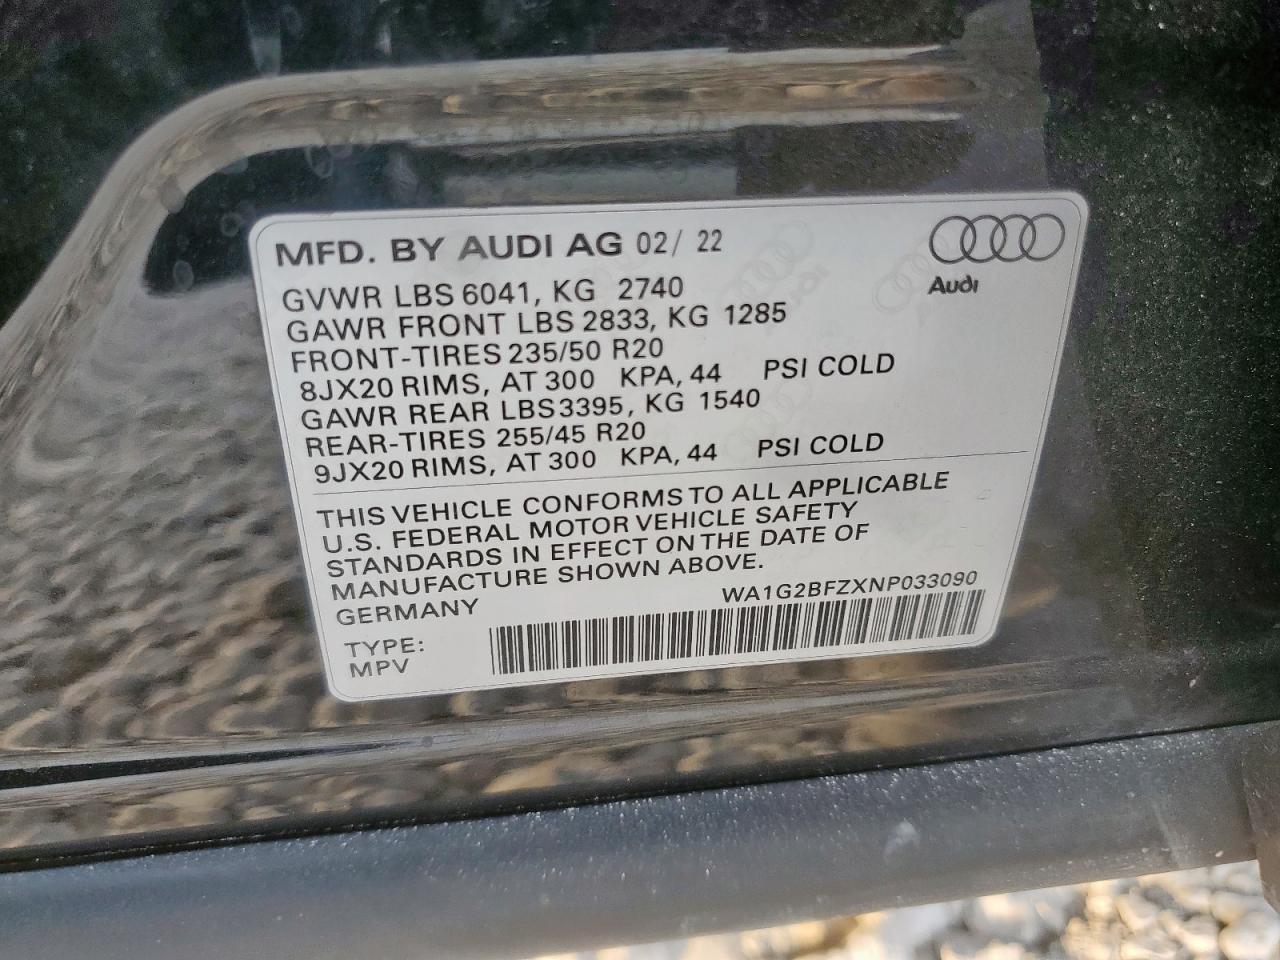 MFD. BY AUDI AG 02/ 22
Audi
GVWR LBS 6041, KG 2740
GAWR FRONT LBS 2833, KG 1285
FRONT-TIRES 235/50 R20
8JX20 RIMS, AT 300 KPA, 44 PSI COLD
GAWR REAR LBS3395, KG 1540
REAR-TIRES 255/45 R20
9JX20 RIMS, AT 300 KPA, 44 PSI COLD
THIS VEHICLE CONFORMS TO ALL APPLICABLE
U.S. FEDERAL MOTOR VEHICLE SAFETY
STANDARDS IN EFFECT ON THE DATE OF
MANUFACTURE SHOWN ABOVE.
GERMANY
WA1G2BFZXNP033090
TYPE:
MPV